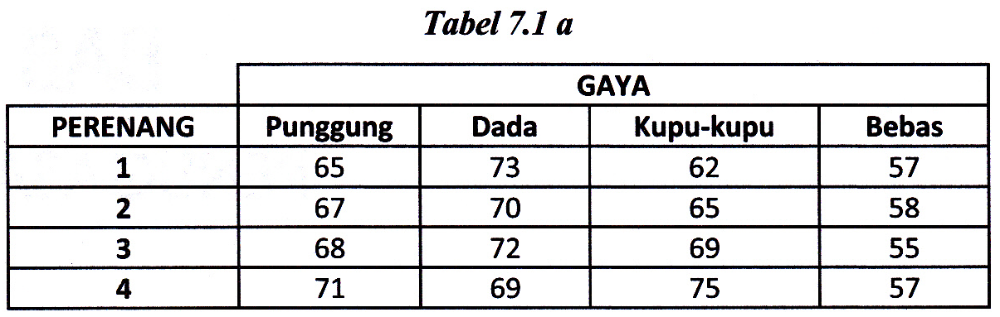 Tabel 7.1 a
GAYA
PERENANG Punggung Dada Kupu-kupu Bebas
1 65 73 62 57
2 67 70 65 58
3 68 72 69 55
4 71 69 75 57